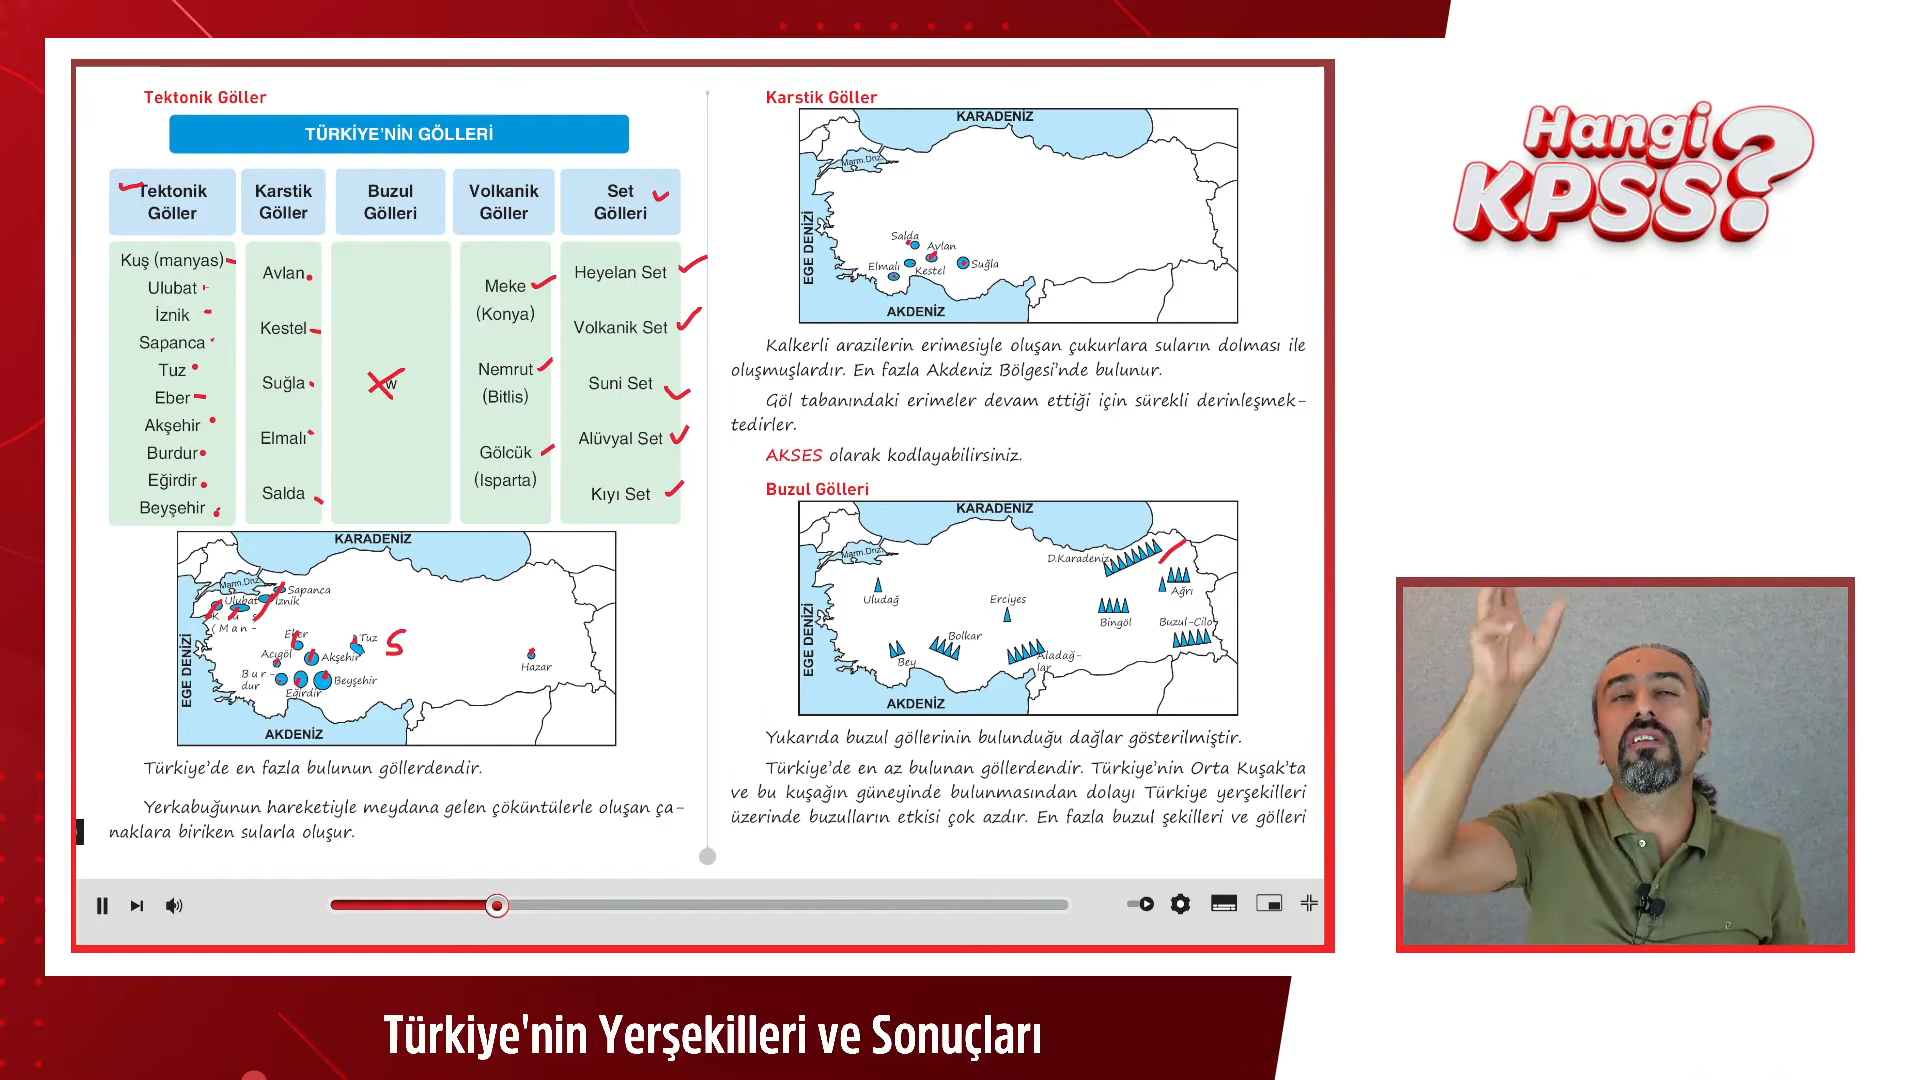 Tektonik Göller
TÜRKİYE'NİN GÖLLERİ
Tektonik
Göller
Karstik
Göller
Buzul
Gölleri
Volkanik
Göller
Set
Gölleri
Kuş (manyas)
Ulubat
İznik
Sapanca
Tuz
Eber
Akşehir
Burdur
Eğirdir
Beyşehir
Avlan
Kestel
Suğla
Elmalı
Salda
w
Meke
(Konya)
Nemrut
(Bitlis)
Gölcük
(Isparta)
Heyelan Set
Volkanik Set
Suni Set
Alüvyal Set
Kıyı Set
KARADENİZ
Marm.Dnz.
Sapanca
Ulubat
İznik
K u ş
(Man-
EGE DENİZİ
Eber
Tuz
S
Acıgöl
Akşehir
Hazar
Bur-
dur
Eğirdir
Beyşehir
AKDENİZ
Türkiye'de en fazla bulunun göllerdendir.
Yerkabuğunun hareketiyle meydana gelen çöküntülerle oluşan ça-
naklara biriken sularla oluşur.
Karstik Göller
KARADENİZ
Marm.Dnz.
EGE DENİZİ
Salda
Avlan
Elmalı
Kestel
Suğla
AKDENİZ
Kalkerli arazilerin erimesiyle oluşan çukurlara suların dolması ile
oluşmuşlardır. En fazla Akdeniz Bölgesi'nde bulunur.
Göl tabanındaki erimeler devam ettiği için sürekli derinleşmek-
tedirler.
AKSES olarak kodlayabilirsiniz.
Buzul Gölleri
KARADENİZ
Marm.Dnz.
D.Karadeniz
Uludağ
Erciyes
Ağrı
Bingöl
Buzul-Cilo
EGE DENİZİ
Bolkar
Bey
Aladağ-
lar
AKDENİZ
Yukarıda buzul göllerinin bulunduğu dağlar gösterilmiştir.
Türkiye'de en az bulunan göllerdendir. Türkiye'nin Orta Kuşak'ta
ve bu kuşağın güneyinde bulunmasından dolayı Türkiye yerşekilleri
üzerinde buzulların etkisi çok azdır. En fazla buzul şekilleri ve gölleri
Hangi
KPSS?
Türkiye'nin Yerşekilleri ve Sonuçları